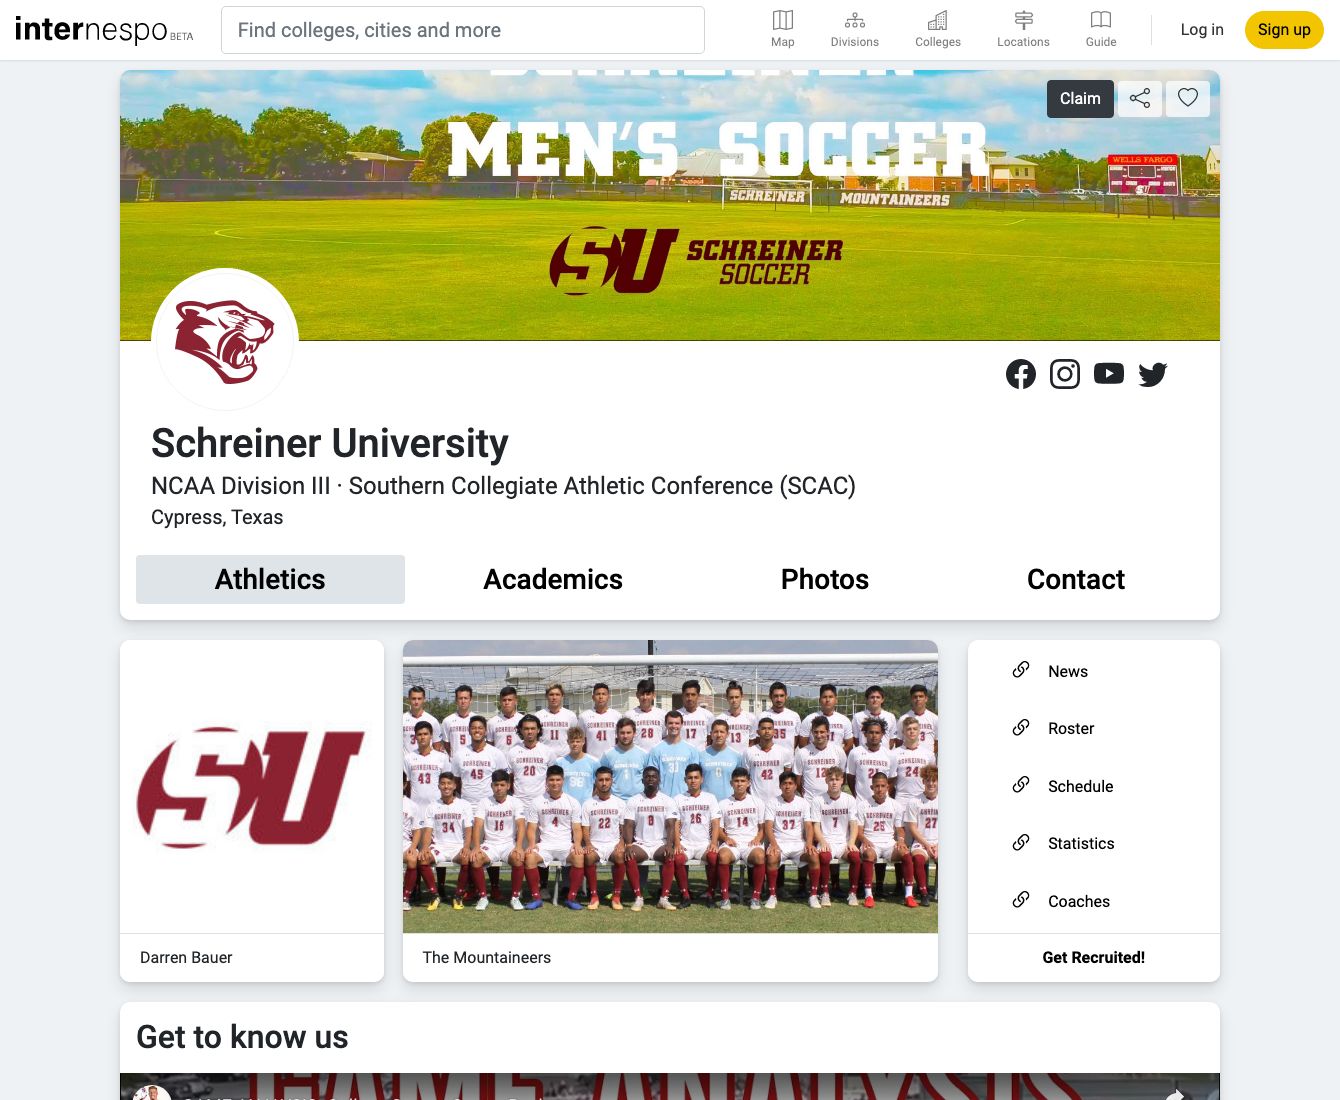 internespo BETA
Find colleges, cities and more
Map
Divisions
Colleges
Locations
Guide
Log in
Sign up
SCHREINER
Claim
MEN'S SOCCER
WELLS FARGO
SCHREINER
MOUNTAINEERS
SU SCHREINER
SOCCER
Schreiner University
NCAA Division III · Southern Collegiate Athletic Conference (SCAC)
Cypress, Texas
Athletics
Academics
Photos
Contact
SU
Darren Bauer
The Mountaineers
News
Roster
Schedule
Statistics
Coaches
Get Recruited!
Get to know us
GAME ANALYSIS